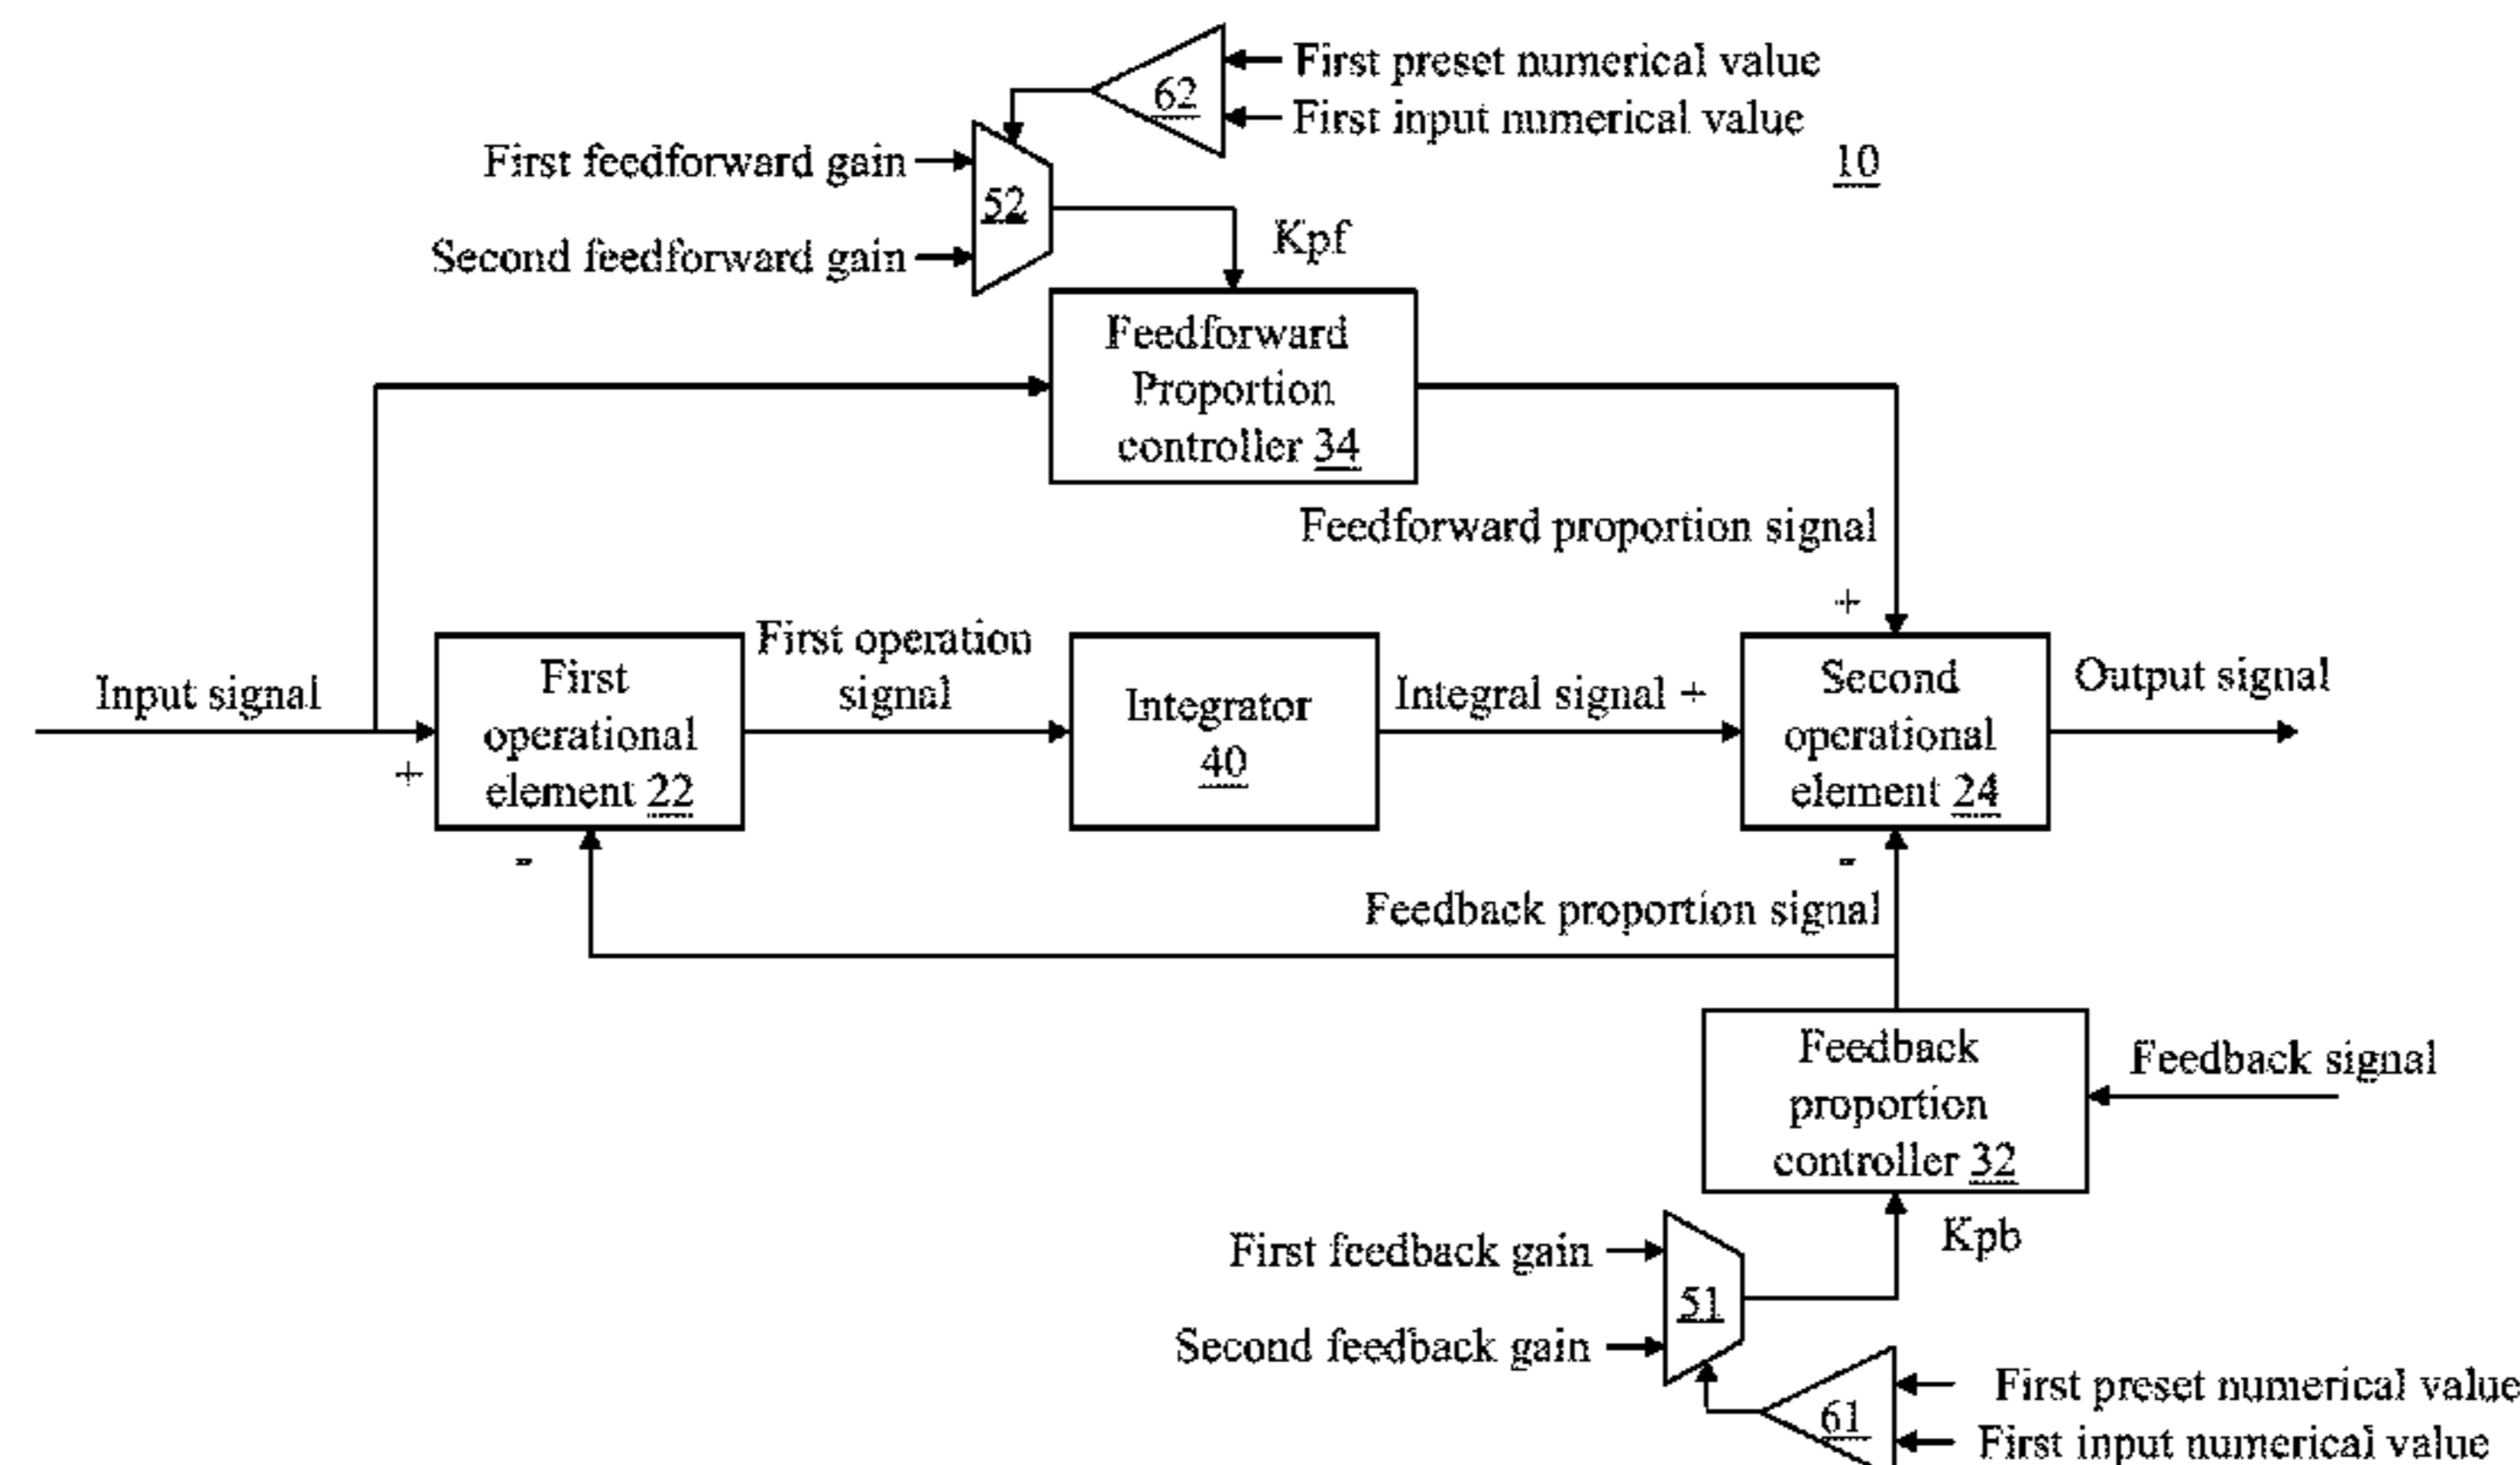 First preset numerical value
62
First input numerical value
10
First feedforward gain
52
Second feedforward gain
Kpf
Feedforward
Proportion
controller 34
Feedforward proportion signal
+
Input signal
+
First
operational
element 22
-
First operation
signal
Integrator
40
Integral signal +
Second
operational
element 24
-
Output signal
Feedback proportion signal
Feedback
proportion
controller 32
Feedback signal
Kpb
First feedback gain
51
Second feedback gain
61
First preset numerical value
First input numerical value